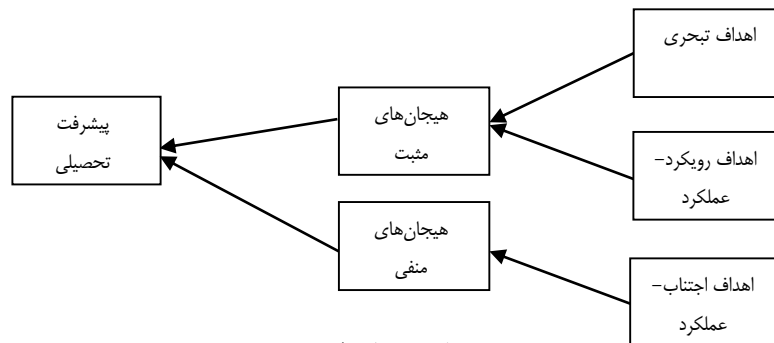 اهداف تبحری
هیجان‌های
مثبت
پیشرفت
تحصیلی
اهداف رویکرد-
عملکرد
هیجان‌های
منفی
اهداف اجتناب-
عملکرد